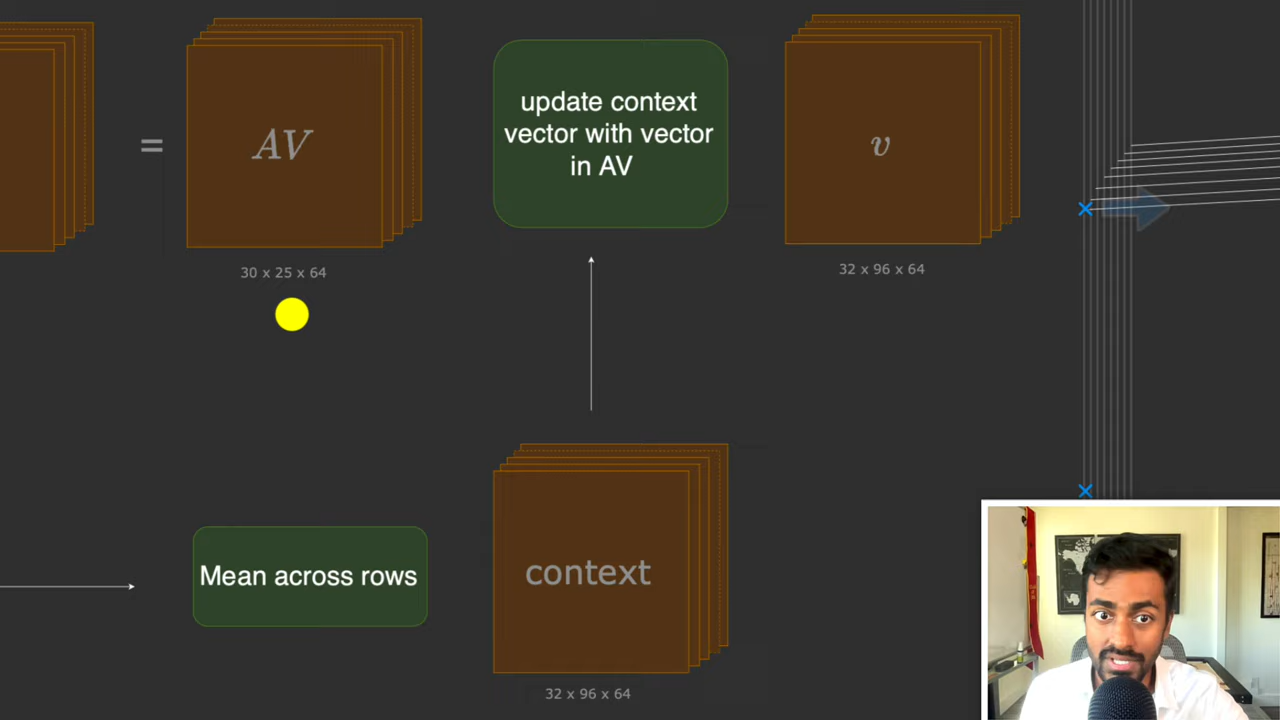 =
AV
30 x 25 x 64
update context
vector with vector
in AV
v
32 x 96 x 64
Mean across rows
context
32 x 96 x 64